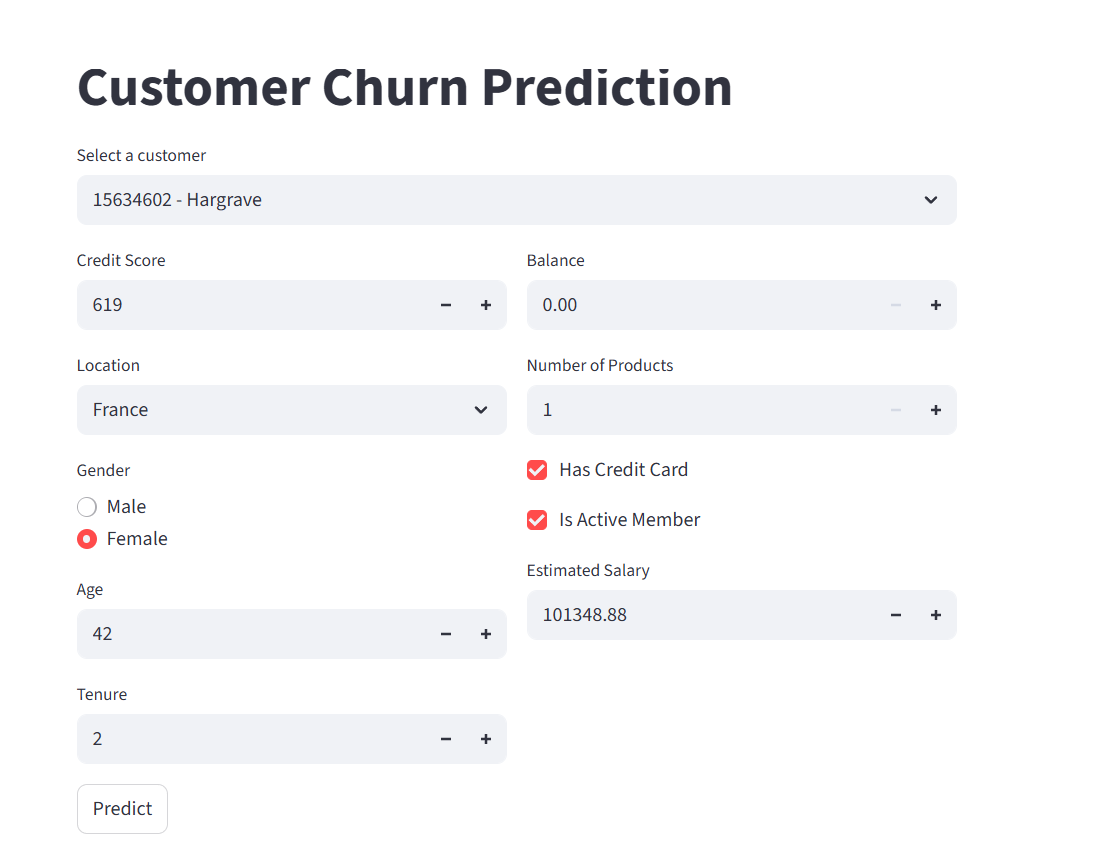 Customer Churn Prediction
Select a customer
15634602 - Hargrave
Credit Score
619
Balance
0.00
Location
France
Number of Products
1
Gender
Male
Female
Has Credit Card
Is Active Member
Age
42
Estimated Salary
101348.88
Tenure
2
Predict